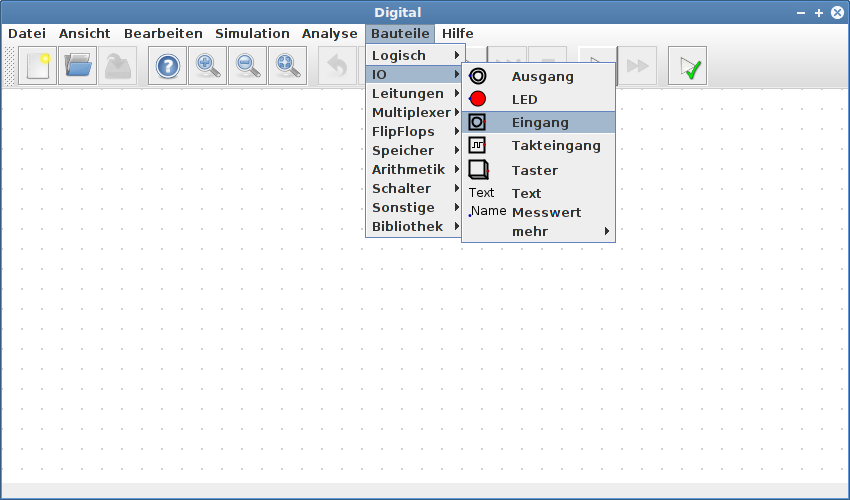 Digital
Datei Ansicht Bearbeiten Simulation Analyse Bauteile Hilfe
Logisch
IO
Leitungen
Multiplexer
FlipFlops
Speicher
Arithmetik
Schalter
Sonstige
Bibliothek
Ausgang
LED
Eingang
Takteingang
Taster
Text Text
Name Messwert
mehr